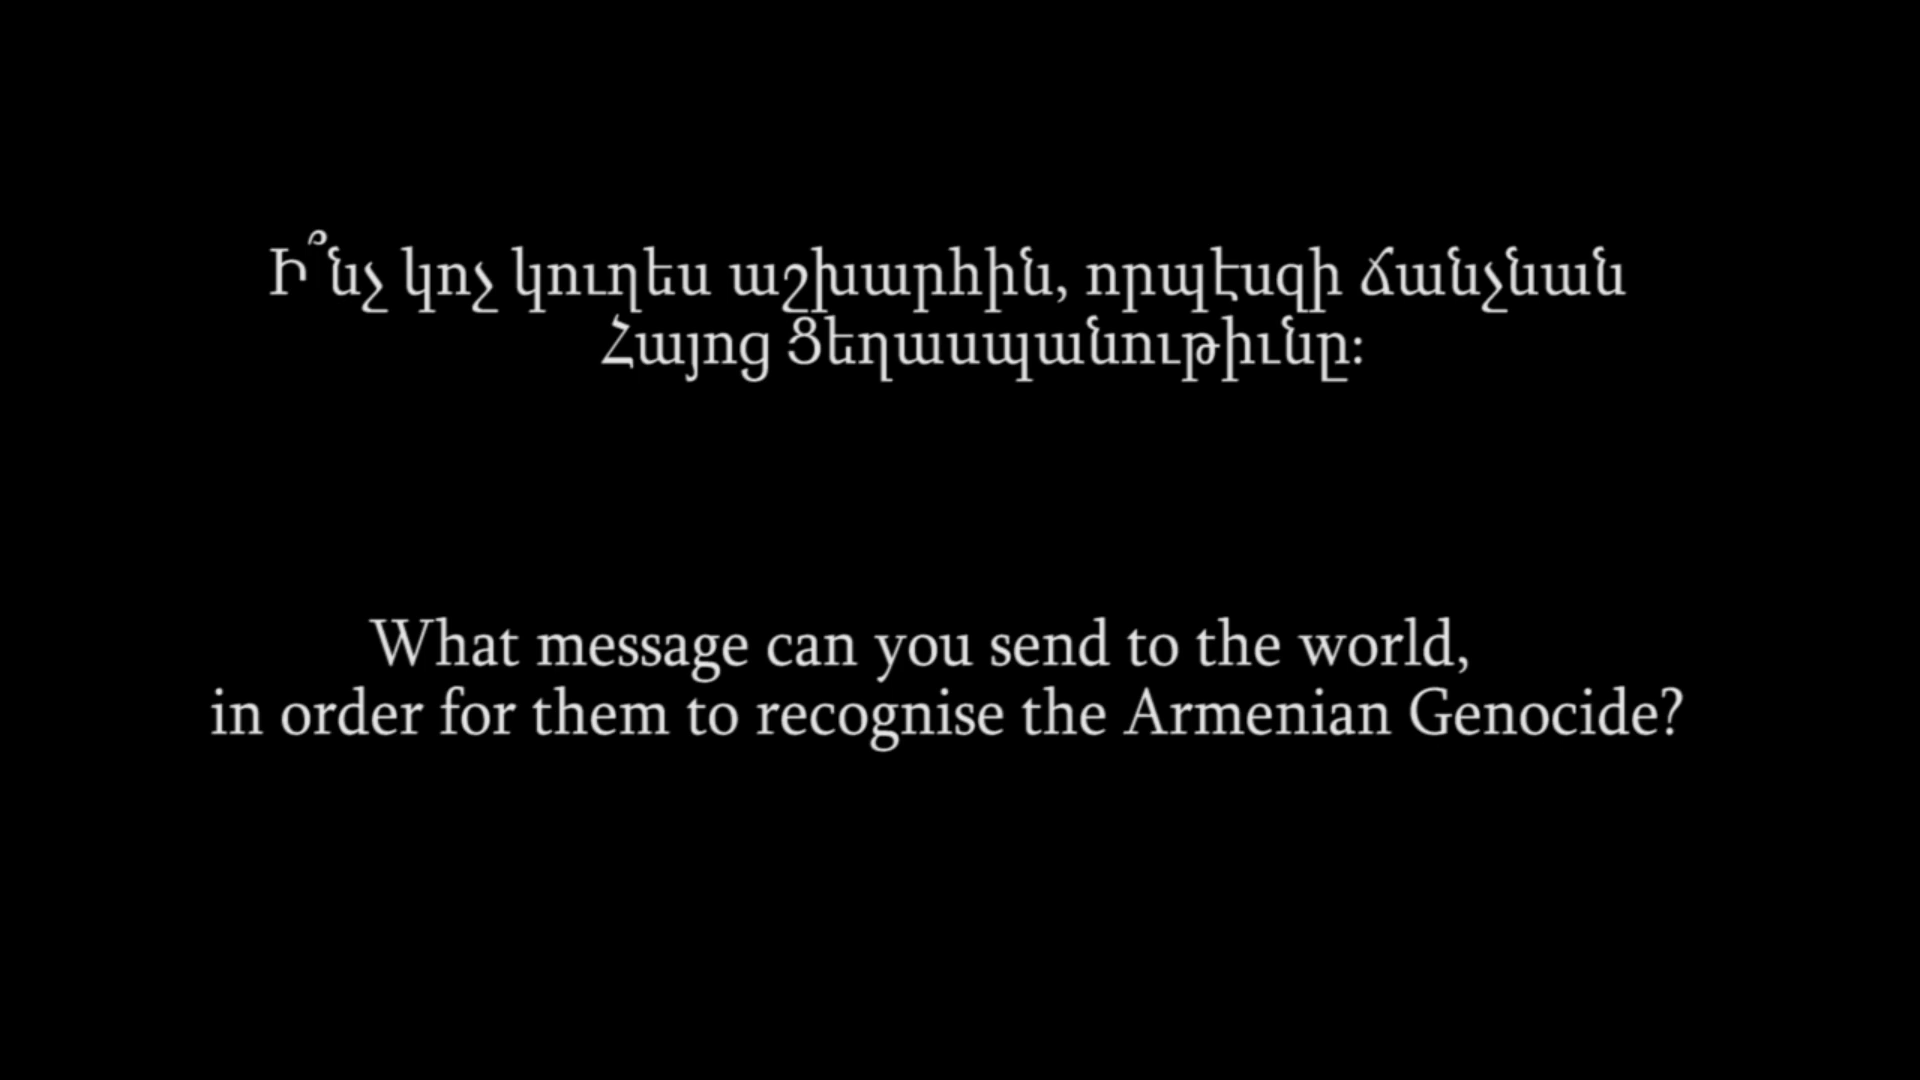 Ի՞նչ կոչ կուղես աշխարհին, որպէսզի ճանչնան
Հայոց Ցեղասպանութիւնը։
What message can you send to the world,
in order for them to recognise the Armenian Genocide?